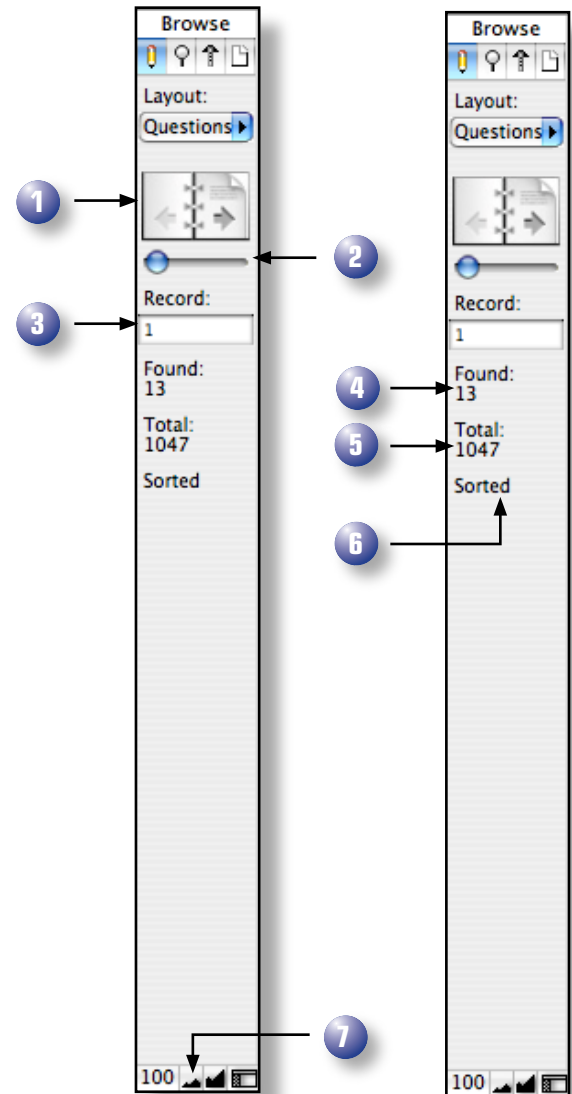 Browse
Layout:
Questions
1
2
Record:
3
1
Found:
13
Total:
1047
Sorted
7
100
Browse
Layout:
Questions
Record:
1
4
Found:
13
5
Total:
1047
Sorted
6
100